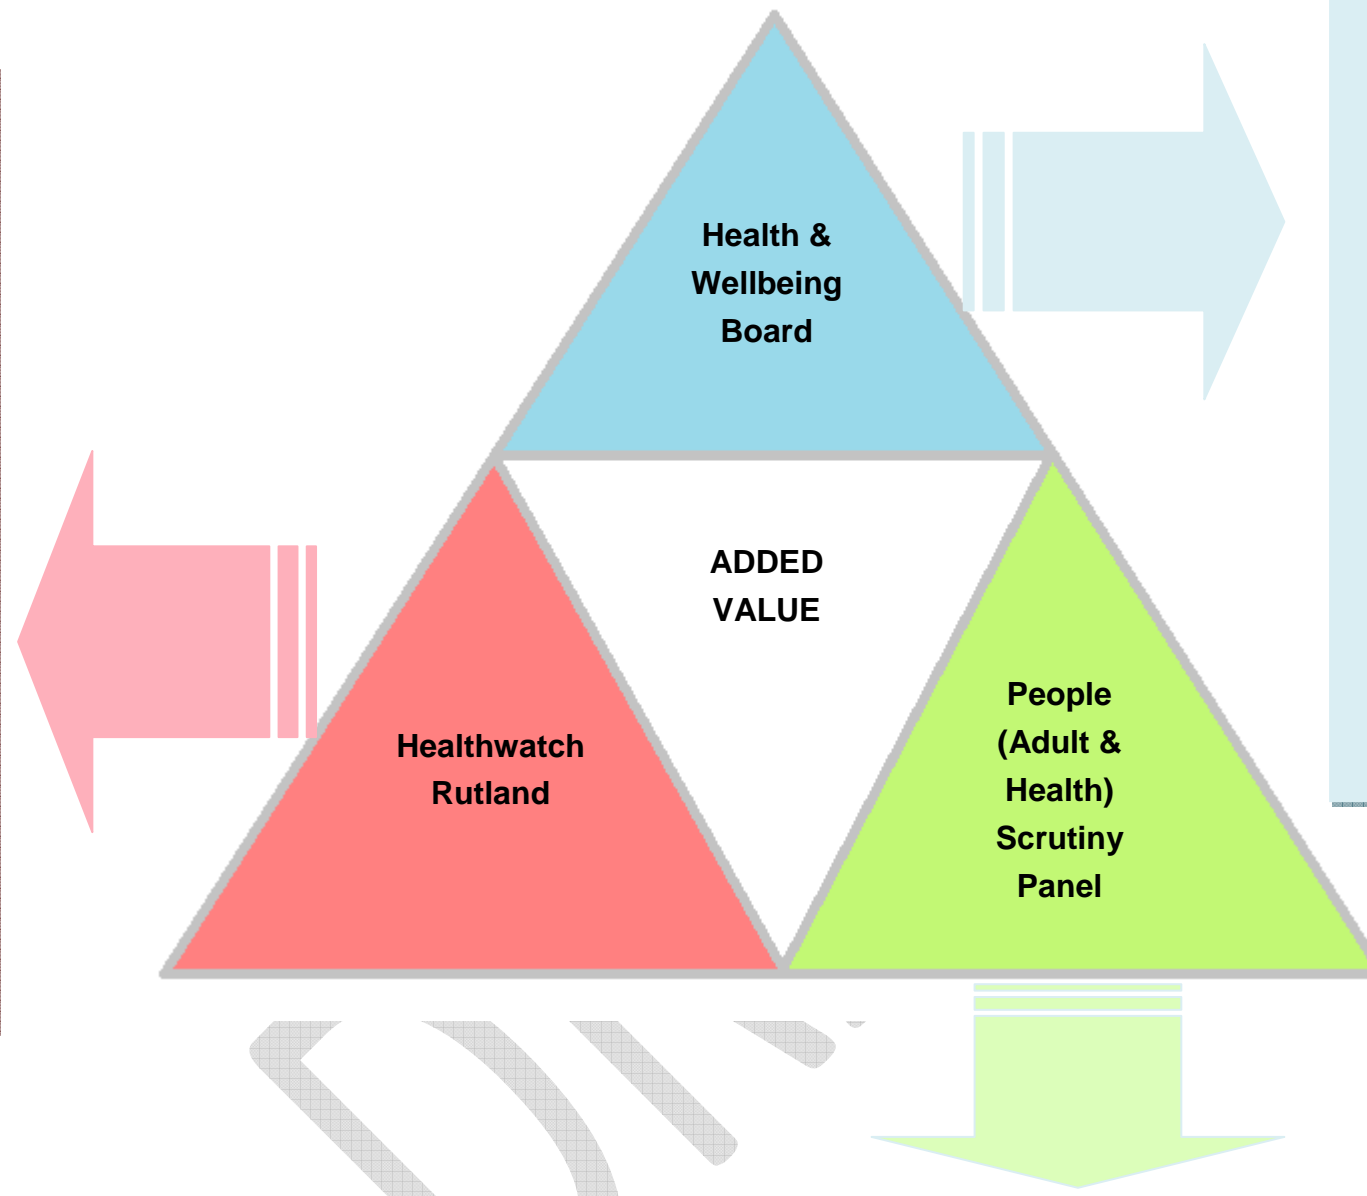 Health &
Wellbeing
Board
ADDED
VALUE
Healthwatch
Rutland
People
(Adult &
Health)
Scrutiny
Panel